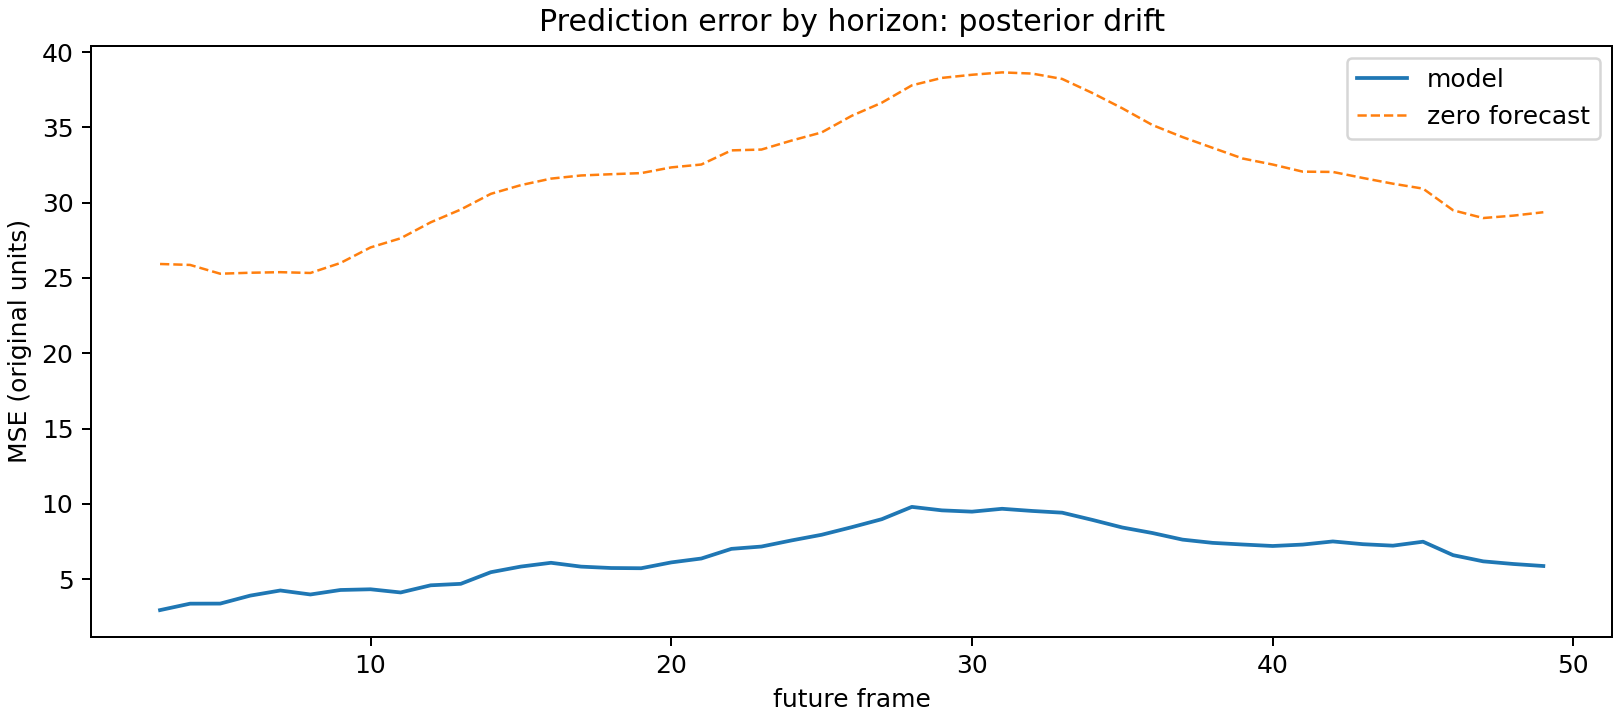 Prediction error by horizon: posterior drift
MSE (original units)
40
35
30
25
20
15
10
5
model
zero forecast
10
20
30
40
50
future frame